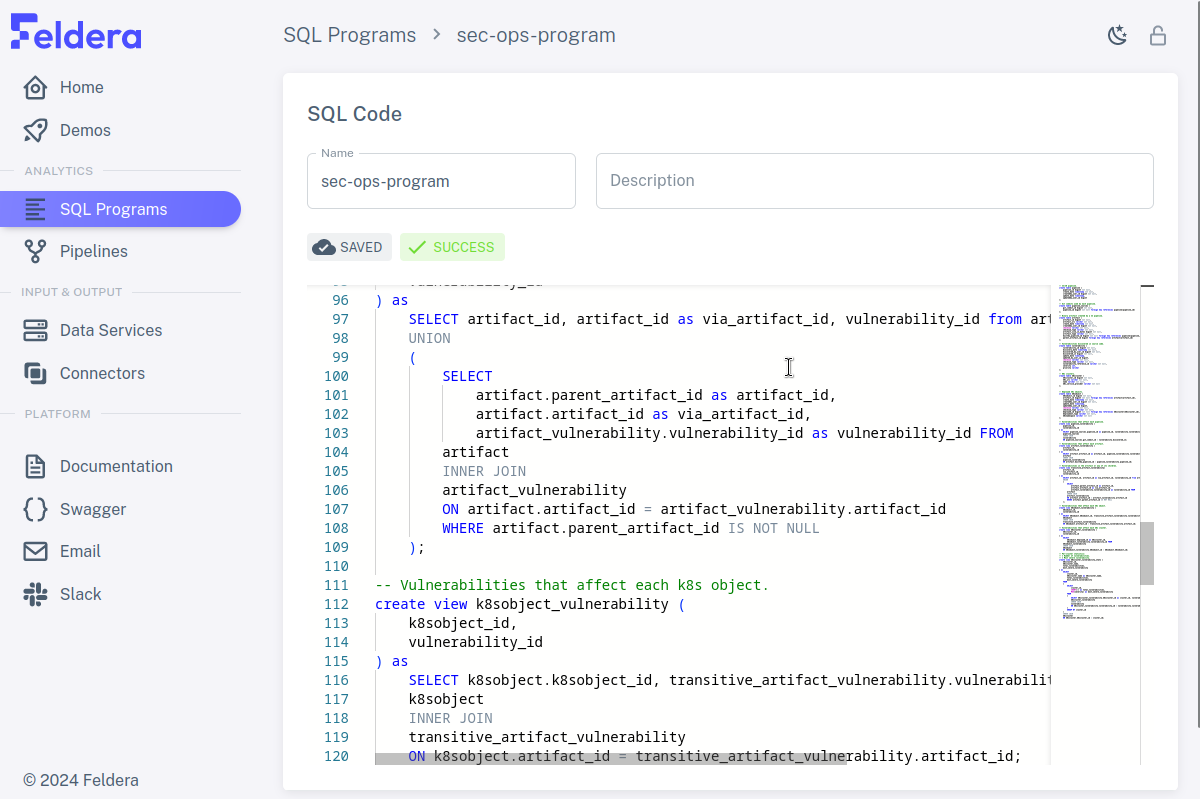 Feldera
SQL Programs > sec-ops-program
Home
Demos
ANALYTICS
SQL Programs
Pipelines
INPUT & OUTPUT
Data Services
Connectors
PLATFORM
Documentation
Swagger
Email
Slack
© 2024 Feldera
SQL Code
Name
sec-ops-program
Description
SAVED
SUCCESS
96 ) as
97 SELECT artifact_id, artifact_id as via_artifact_id, vulnerability_id from art
98 UNION
99 (
100 SELECT
101 artifact.parent_artifact_id as artifact_id,
102 artifact.artifact_id as via_artifact_id,
103 artifact_vulnerability.vulnerability_id as vulnerability_id FROM
104 artifact
105 INNER JOIN
106 artifact_vulnerability
107 ON artifact.artifact_id = artifact_vulnerability.artifact_id
108 WHERE artifact.parent_artifact_id IS NOT NULL
109 );
110
111 -- Vulnerabilities that affect each k8s object.
112 create view k8sobject_vulnerability (
113 k8sobject_id,
114 vulnerability_id
115 ) as
116 SELECT k8sobject.k8sobject_id, transitive_artifact_vulnerability.vulnerabilit
117 k8sobject
118 INNER JOIN
119 transitive_artifact_vulnerability
120 ON k8sobject.artifact_id = transitive_artifact_vulnerability.artifact_id;